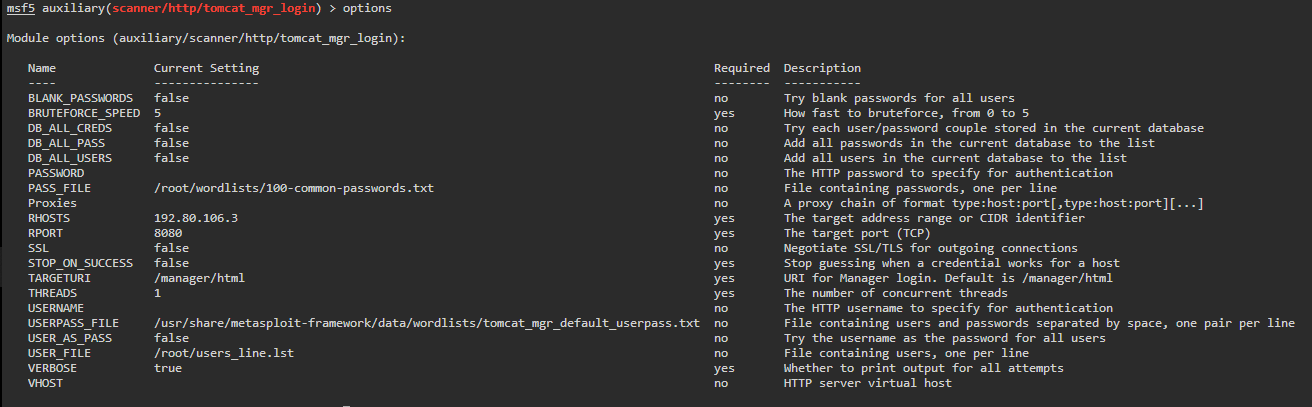 msf5 auxiliary(scanner/http/tomcat_mgr_login) > options
Module options (auxiliary/scanner/http/tomcat_mgr_login):
Name Current Setting Required Description
---- --------------- -------- -----------
BLANK_PASSWORDS false no Try blank passwords for all users
BRUTEFORCE_SPEED 5 yes How fast to bruteforce, from 0 to 5
DB_ALL_CREDS false no Try each user/password couple stored in the current database
DB_ALL_PASS false no Add all passwords in the current database to the list
DB_ALL_USERS false no Add all users in the current database to the list
PASSWORD no The HTTP password to specify for authentication
PASS_FILE /root/wordlists/100-common-passwords.txt no File containing passwords, one per line
Proxies no A proxy chain of format type:host:port[,type:host:port][...]
RHOSTS 192.80.106.3 yes The target address range or CIDR identifier
RPORT 8080 yes The target port (TCP)
SSL false no Negotiate SSL/TLS for outgoing connections
STOP_ON_SUCCESS false yes Stop guessing when a credential works for a host
TARGETURI /manager/html yes URI for Manager login. Default is /manager/html
THREADS 1 yes The number of concurrent threads
USERNAME no The HTTP username to specify for authentication
USERPASS_FILE /usr/share/metasploit-framework/data/wordlists/tomcat_mgr_default_userpass.txt no File containing users and passwords separated by space, one pair per line
USER_AS_PASS false no Try the username as the password for all users
USER_FILE /root/users_line.lst no File containing users, one per line
VERBOSE true yes Whether to print output for all attempts
VHOST no HTTP server virtual host